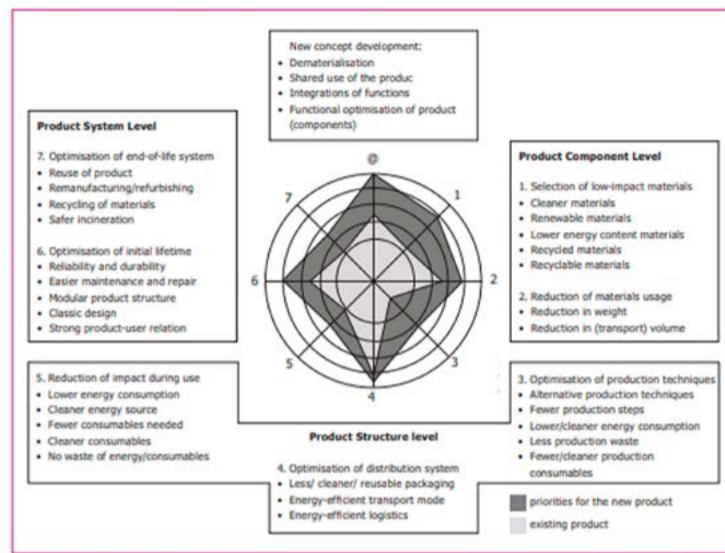 New concept development:
• Dematerialisation
• Shared use of the produc
• Integrations of functions
• Functional optimisation of product
(components)
Product System Level
7. Optimisation of end-of-life system
• Reuse of product
• Remanufacturing/refurbishing
• Recycling of materials
• Safer incineration
6. Optimisation of initial lifetime
• Reliability and durability
• Easier maintenance and repair
• Modular product structure
• Classic design
• Strong product-user relation
@
7
1
6
2
5
3
4
Product Component Level
1. Selection of low-impact materials
• Cleaner materials
• Renewable materials
• Lower energy content materials
• Recycled materials
• Recyclable materials
2. Reduction of materials usage
• Reduction in weight
• Reduction in (transport) volume
5. Reduction of impact during use
• Lower energy consumption
• Cleaner energy source
• Fewer consumables needed
• Cleaner consumables
• No waste of energy/consumables
Product Structure level
4. Optimisation of distribution system
• Less/ cleaner/ reusable packaging
• Energy-efficient transport mode
• Energy-efficient logistics
3. Optimisation of production techniques
• Alternative production techniques
• Fewer production steps
• Lower/cleaner energy consumption
• Less production waste
• Fewer/cleaner production
consumables
priorities for the new product
existing product